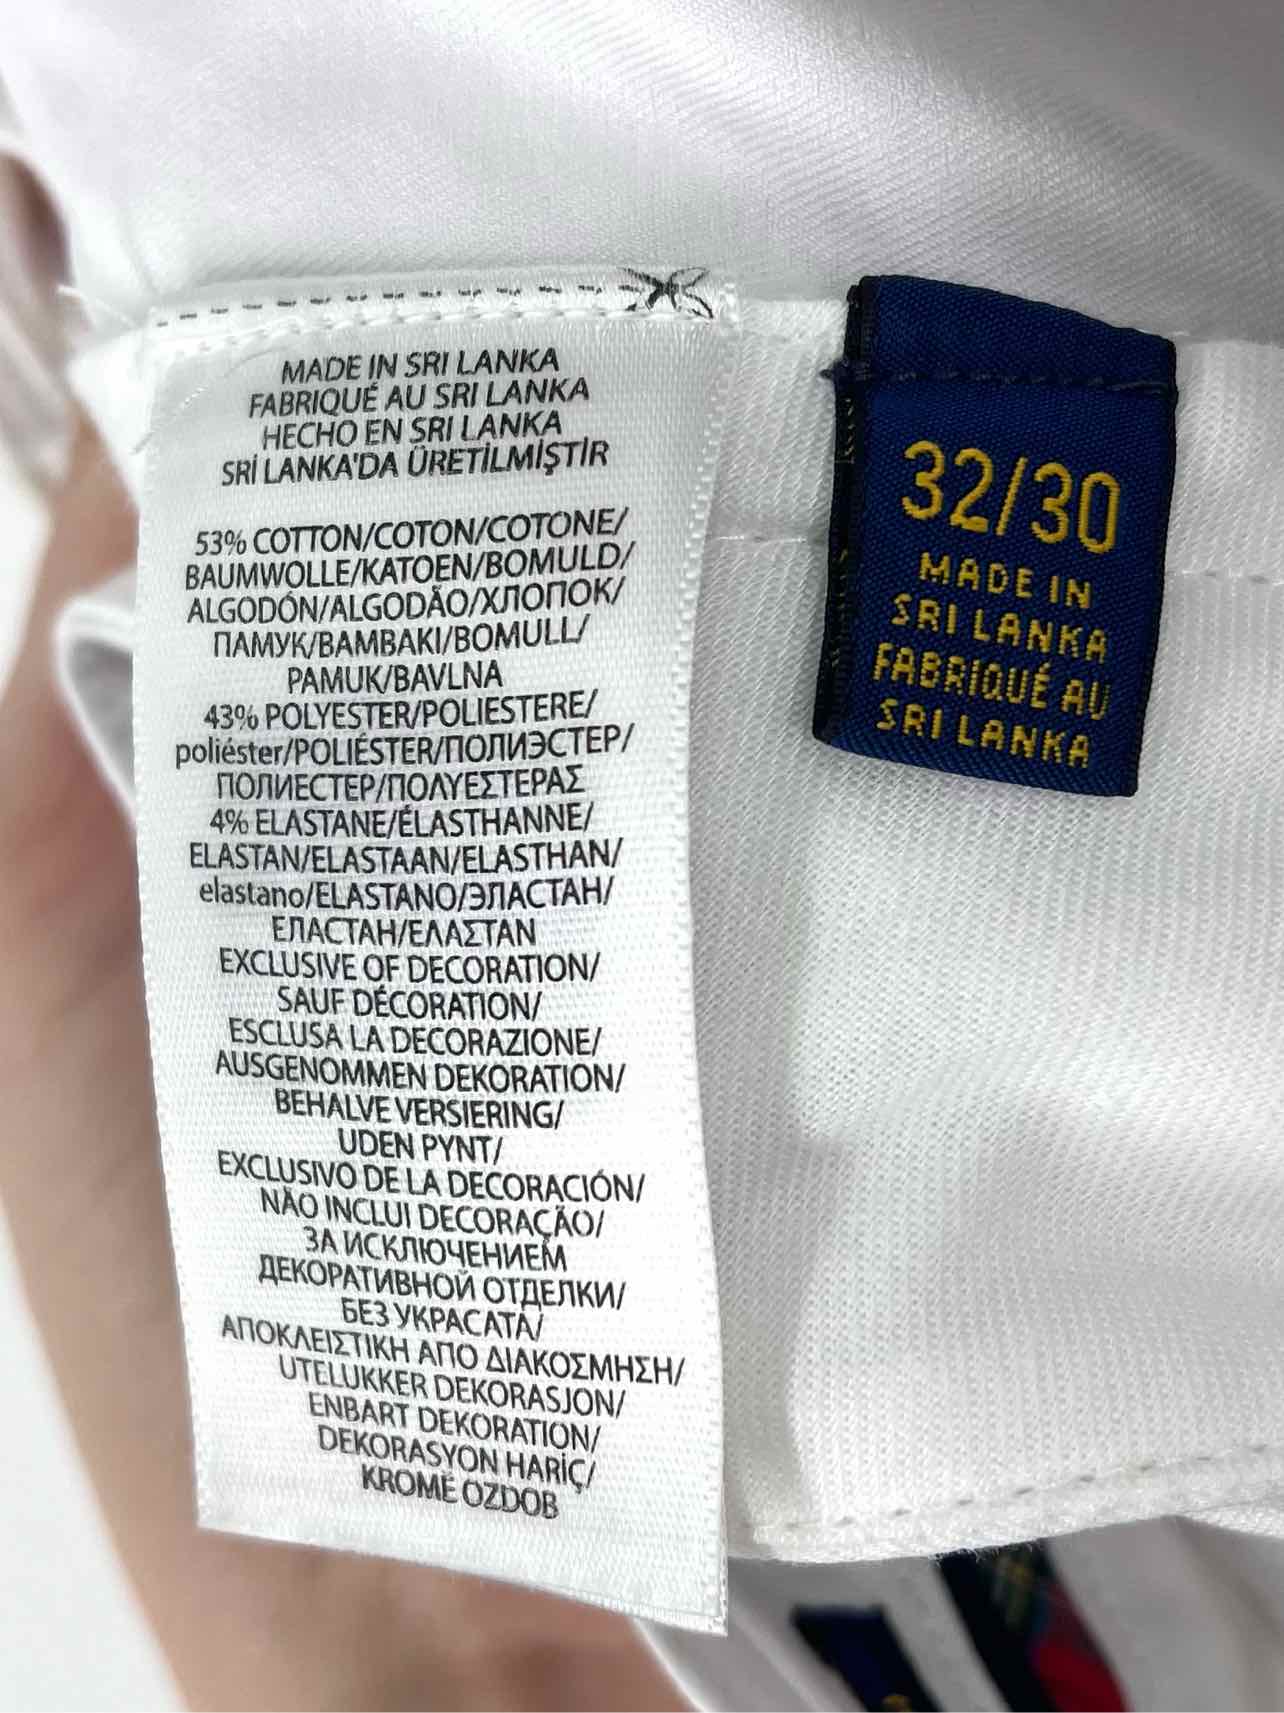 MADE IN SRI LANKA
FABRIQUÉ AU SRI LANKA
HECHO EN SRI LANKA
SRİ LANKA'DA ÜRETİLMİŞTİR
53% COTTON/COTON/COTONE/
BAUMWOLLE/KATOEN/BOMULD/
ALGODÓN/ALGODÃO/ХЛОПОК/
ПАМУК/BAMBAKI/BOMULL/
PAMUK/BAVLNA
43% POLYESTER/POLIESTERE/
poliéster/POLIÉSTER/ПОЛИЭСТЕР/
ПОЛИЕСТЕР/ΠΟΛΥΕΣΤΕΡΑΣ
4% ELASTANE/ÉLASTHANNE/
ELASTAN/ELASTAAN/ELASTHAN/
elastano/ELASTANO/ЭЛАСТАН/
ЕЛАСТАН/ΕΛΑΣΤΑΝ
EXCLUSIVE OF DECORATION/
SAUF DÉCORATION/
ESCLUSA LA DECORAZIONE/
AUSGENOMMEN DEKORATION/
BEHALVE VERSIERING/
UDEN PYNT/
EXCLUSIVO DE LA DECORACIÓN/
NÃO INCLUI DECORAÇÃO/
ЗА ИСКЛЮЧЕНИЕМ
ДЕКОРАТИВНОЙ ОТДЕЛКИ/
БЕЗ УКРАСАТА/
ΑΠΟΚΛΕΙΣΤΙΚΗ ΑΠΟ ΔΙΑΚΟΣΜΗΣΗ/
UTELUKKER DEKORASJON/
ENBART DEKORATION/
DEKORASYON HARİÇ/
KROMĚ OZDOB
32/30
MADE IN
SRI LANKA
FABRIQUÉ AU
SRI LANKA